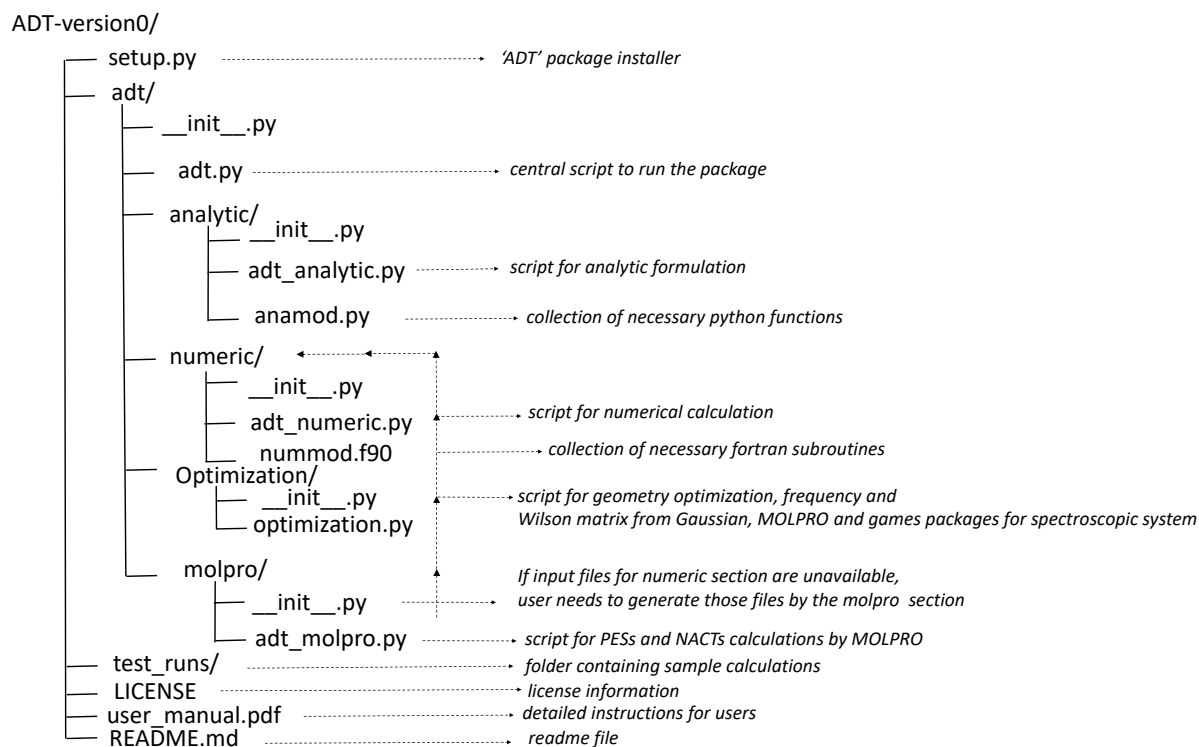 ADT-version0/
setup.py ‘ADT’ package installer
adt/
__init__.py
adt.py central script to run the package
analytic/
__init__.py
adt_analytic.py script for analytic formulation
anamod.py collection of necessary python functions
numeric/
__init__.py
adt_numeric.py script for numerical calculation
nummod.f90 collection of necessary fortran subroutines
Optimization/
__init__.py script for geometry optimization, frequency and
optimization.py Wilson matrix from Gaussian, MOLPRO and games packages for spectroscopic system
molpro/ If input files for numeric section are unavailable,
__init__.py user needs to generate those files by the molpro section
adt_molpro.py script for PESs and NACTs calculations by MOLPRO
test_runs/ folder containing sample calculations
LICENSE license information
user_manual.pdf detailed instructions for users
README.md readme file